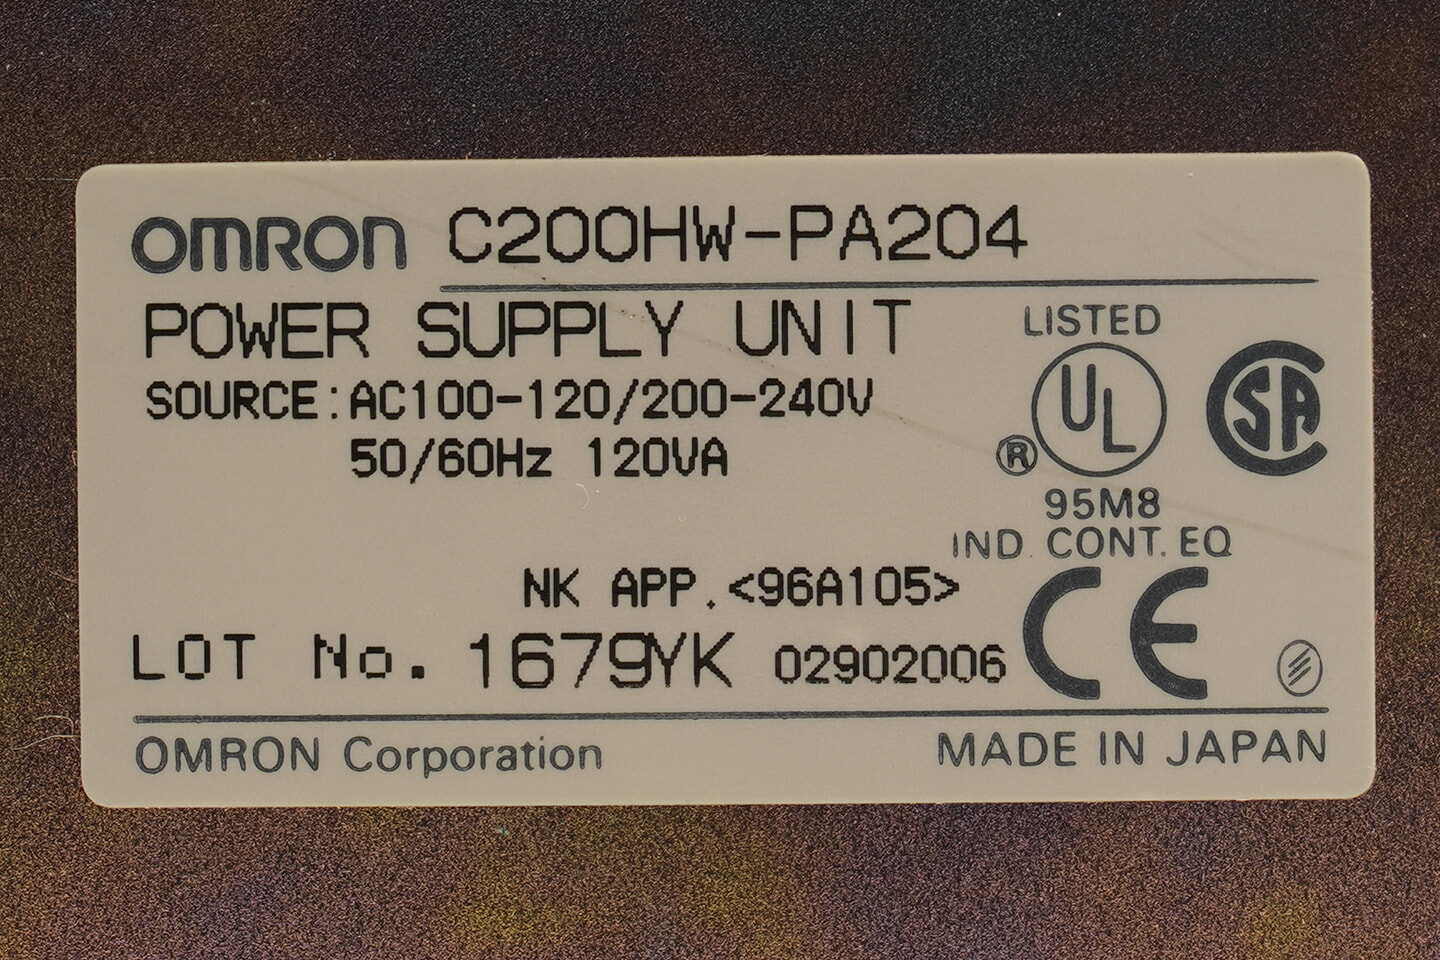 OMRON C200HW-PA204
POWER SUPPLY UNIT
SOURCE:AC100-120/200-240V
50/60Hz 120VA
LISTED
UL
®
SA
95M8
IND. CONT. EQ
NK APP.<96A105>
LOT No. 1679YK 02902006
CE
OMRON Corporation MADE IN JAPAN